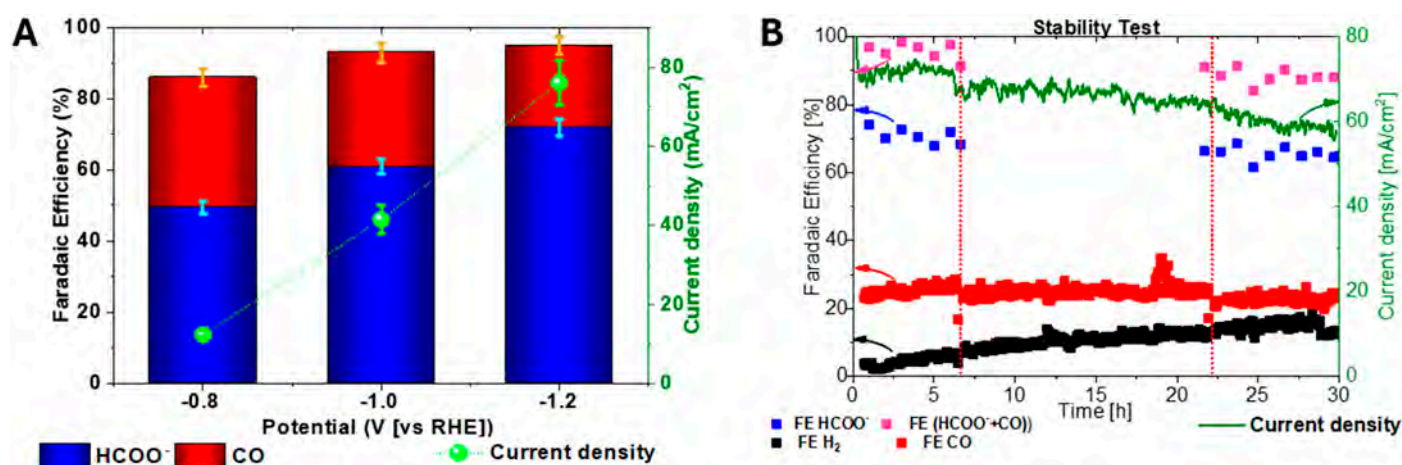 A
Faradaic Efficiency (%)
100
80
60
40
20
0
80
60
40
20
0
Current density (mA/cm²)
-0.8 -1.0 -1.2
Potential (V [vs RHE])
HCOO⁻ CO Current density
B
Stability Test
Faradaic Efficincy [%]
100
80
60
40
20
0
80
60
40
20
0
Current density [mA/cm²]
0 5 10 15 20 25 30
Time [h]
FE HCOO⁻ FE (HCOO⁻+CO)) Current density
FE H₂ FE CO